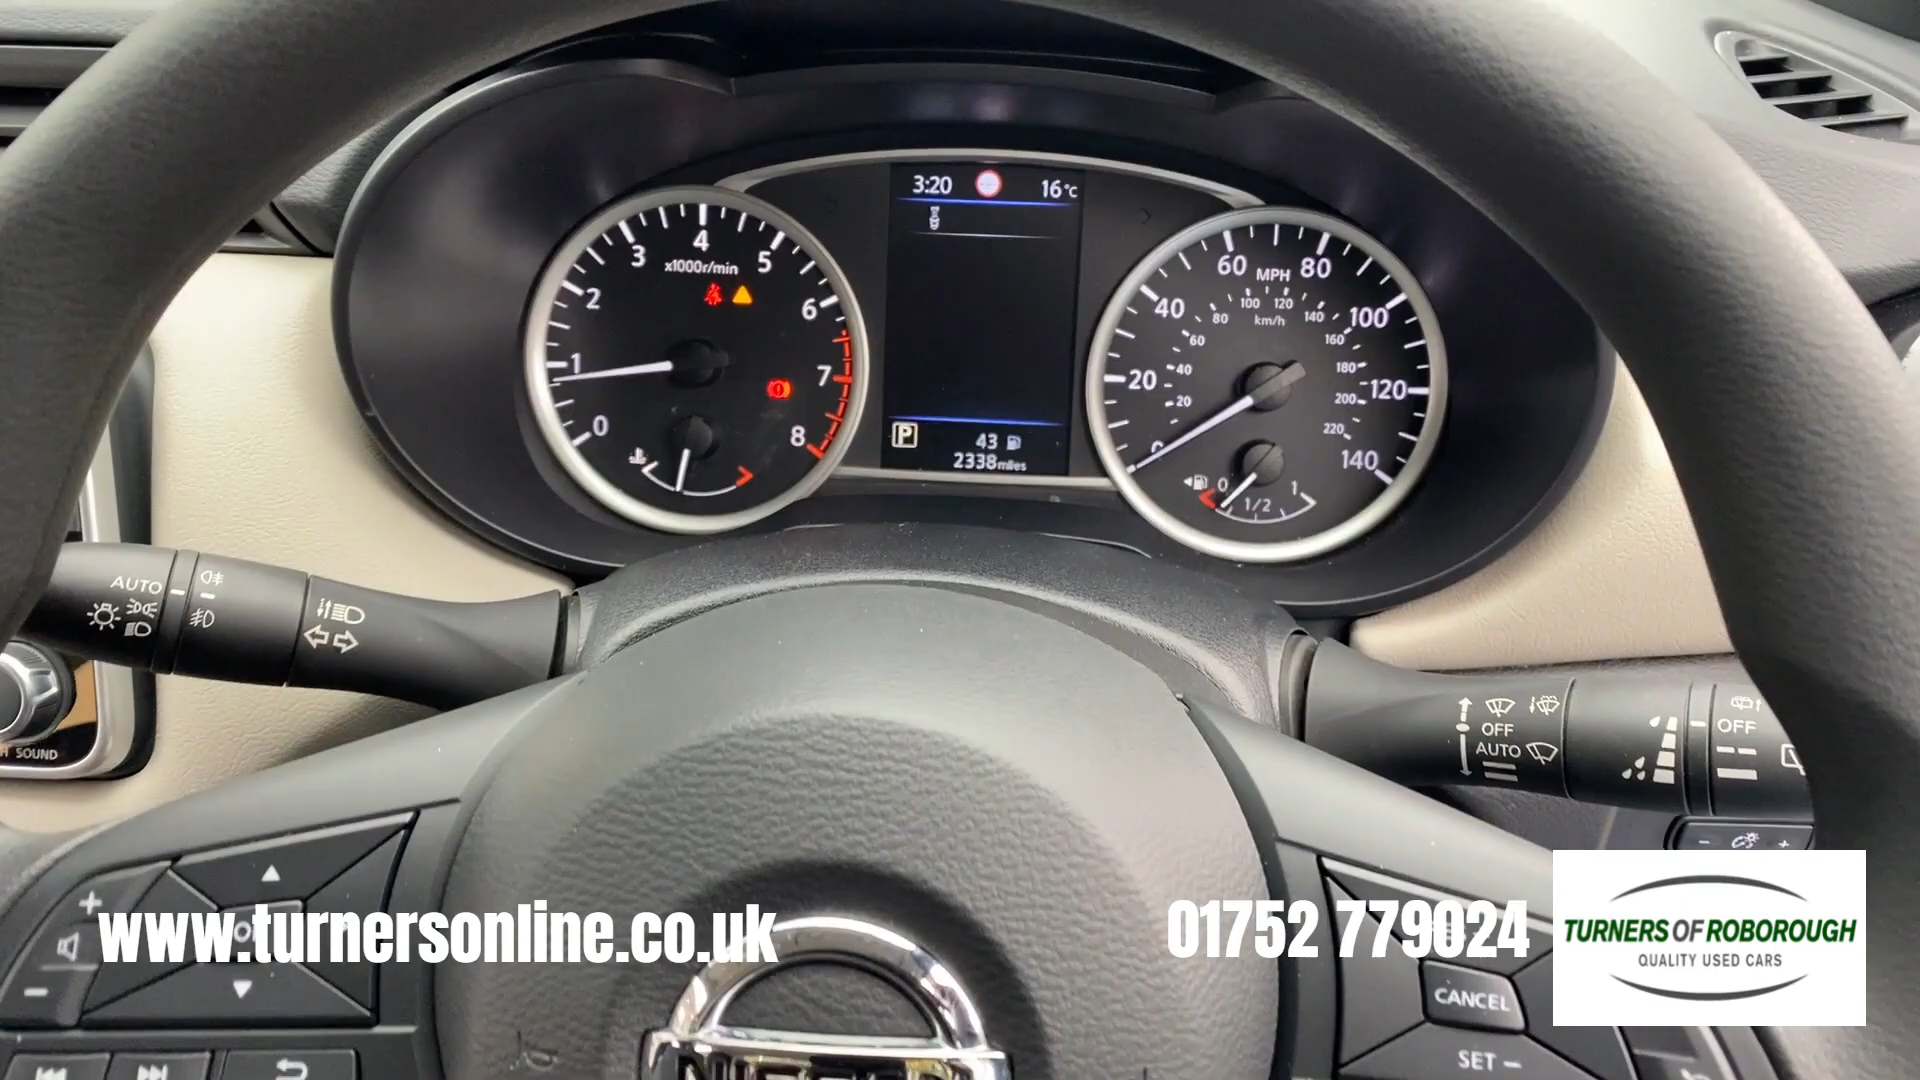 3:20 16°C
4
3 5
x1000r/min
2 6
1 7
0 8
P 43
2338 miles
60 MPH 80
40 100
100 120
80 140
km/h
60 160
20 40 180 120
20 200
0 220
140
0 1
1/2
AUTO
SOUND
OFF
AUTO
OFF
- +
+
-
www.turnersonline.co.uk
01752 779024
TURNERS OF ROBOROUGH
QUALITY USED CARS
CANCEL
SET -